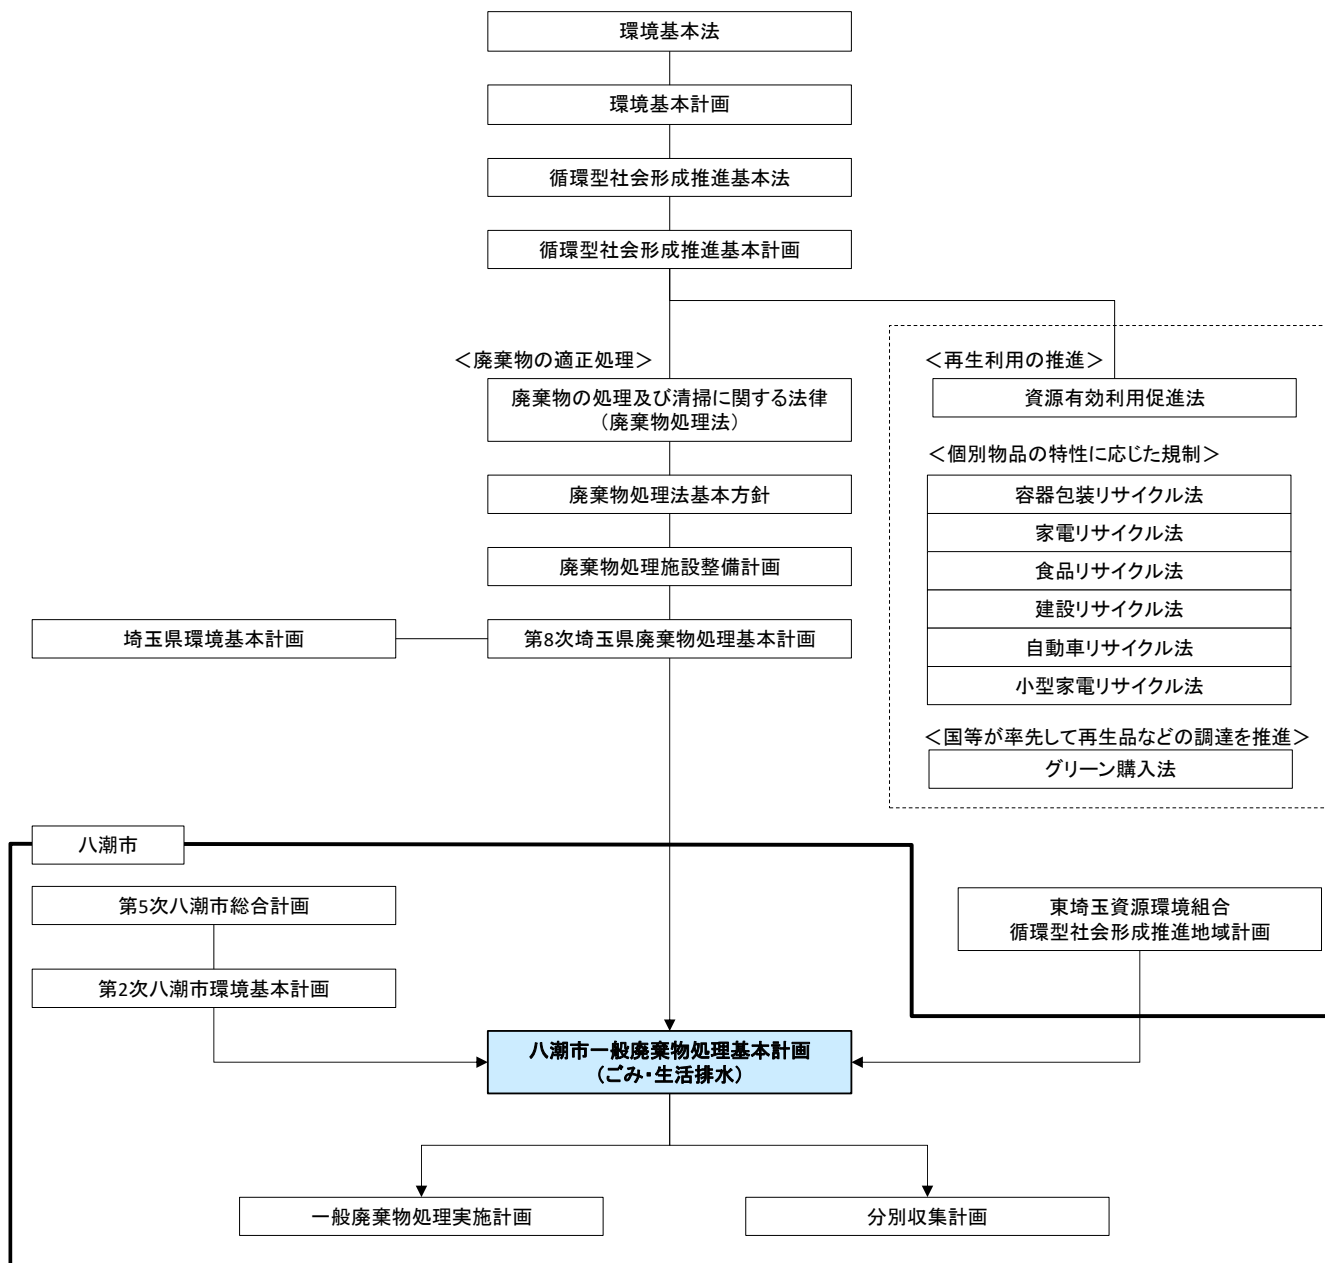 環境基本法
環境基本計画
循環型社会形成推進基本法
循環型社会形成推進基本計画
＜廃棄物の適正処理＞
廃棄物の処理及び清掃に関する法律
（廃棄物処理法）
廃棄物処理法基本方針
廃棄物処理施設整備計画
埼玉県環境基本計画
第8次埼玉県廃棄物処理基本計画
＜再生利用の推進＞
資源有効利用促進法
＜個別物品の特性に応じた規制＞
容器包装リサイクル法
家電リサイクル法
食品リサイクル法
建設リサイクル法
自動車リサイクル法
小型家電リサイクル法
＜国等が率先して再生品などの調達を推進＞
グリーン購入法
八潮市
第5次八潮市総合計画
第2次八潮市環境基本計画
東埼玉資源環境組合
循環型社会形成推進地域計画
八潮市一般廃棄物処理基本計画
（ごみ・生活排水）
一般廃棄物処理実施計画
分別収集計画